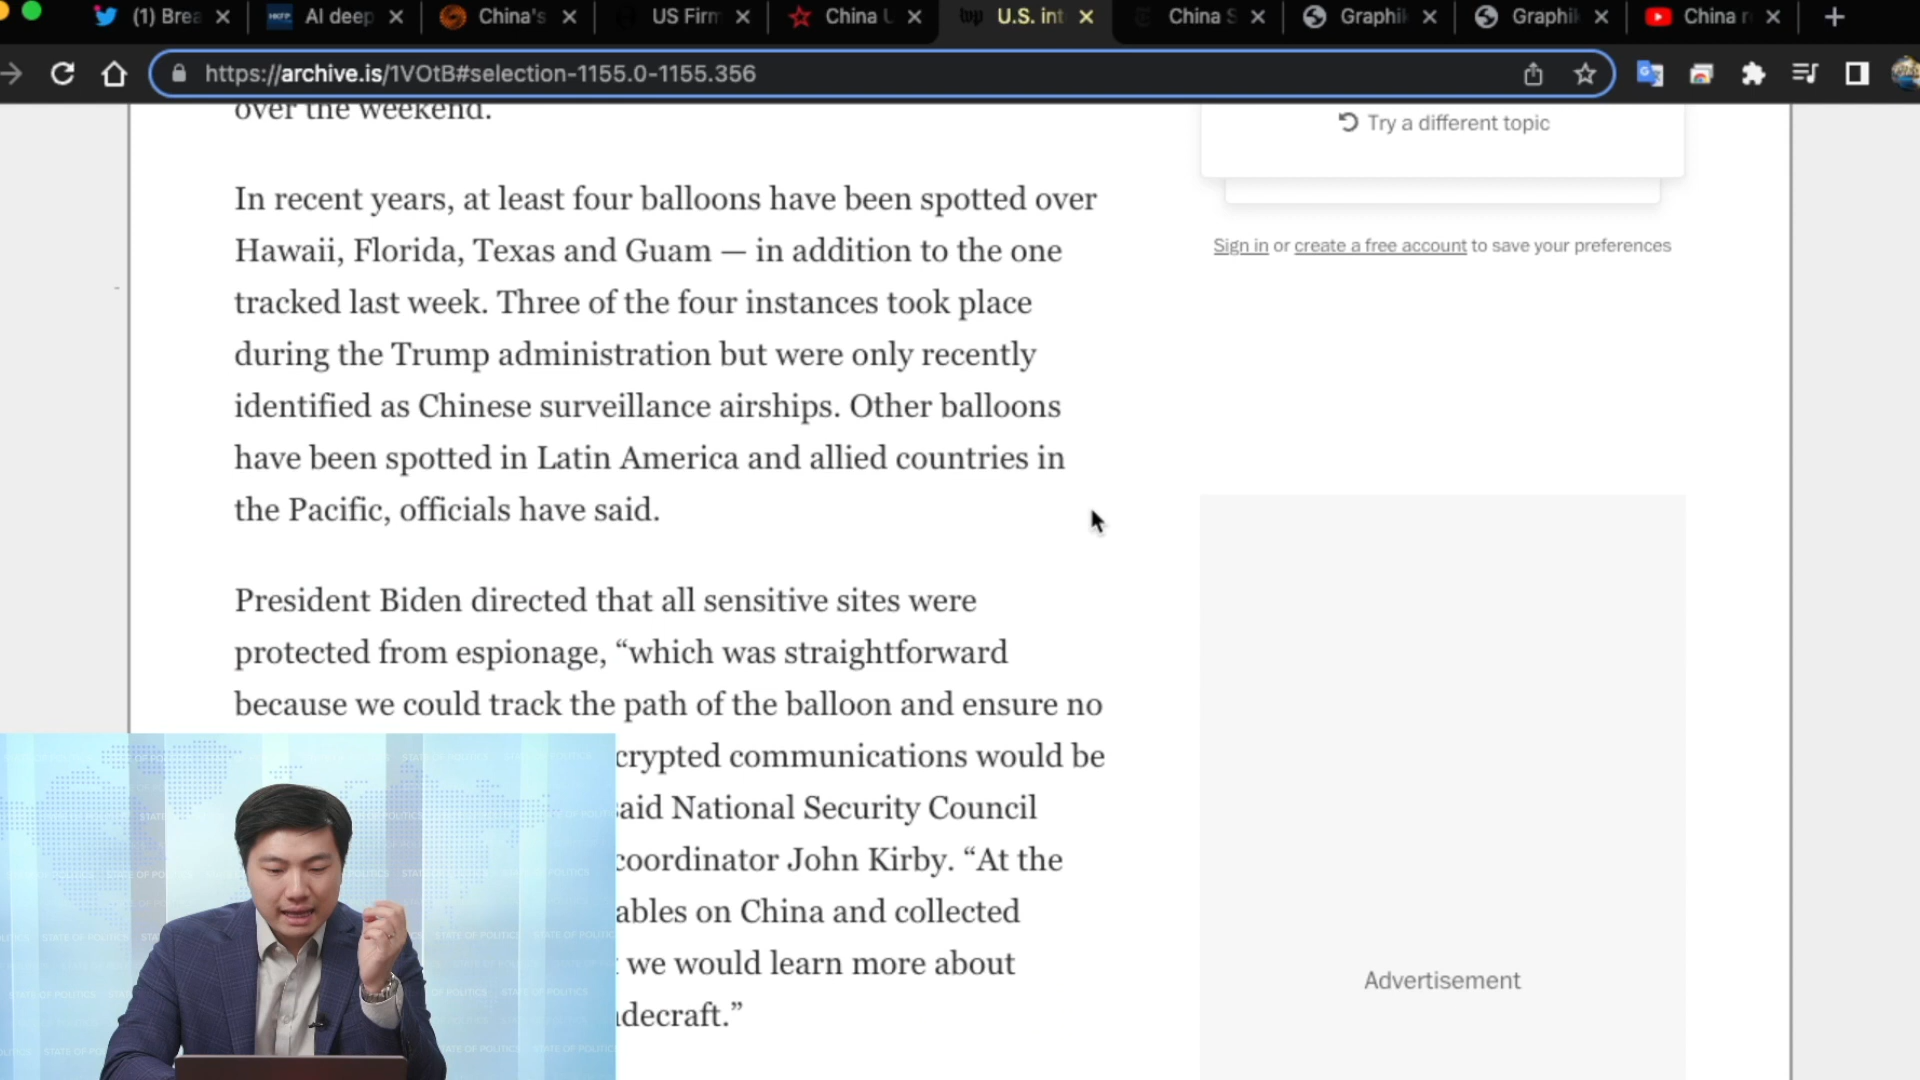 (1) Brea
AI deep
China's
US Firm
China U
wp
U.S. int
China S
Graphi
Graphi
China r
https://archive.is/1VOtB#selection-1155.0-1155.356
over the weekend.
In recent years, at least four balloons have been spotted over
Hawaii, Florida, Texas and Guam — in addition to the one
tracked last week. Three of the four instances took place
during the Trump administration but were only recently
identified as Chinese surveillance airships. Other balloons
have been spotted in Latin America and allied countries in
the Pacific, officials have said.
President Biden directed that all sensitive sites were
protected from espionage, “which was straightforward
because we could track the path of the balloon and ensure no
crypted communications would be
aid National Security Council
coordinator John Kirby. “At the
ables on China and collected
we would learn more about
decraft.”
Try a different topic
Sign in or create a free account to save your preferences
Advertisement
STATE OF POLITICS